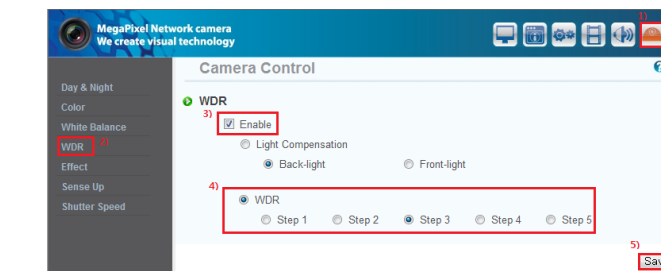 MegaPixel Network camera
We create visual technology
1)
Camera Control
Day & Night
Color
White Balance
WDR 2)
Effect
Sense Up
Shutter Speed
WDR
3)
Enable
Light Compensation
Back-light Front-light
4)
WDR
Step 1 Step 2 Step 3 Step 4 Step 5
5)
Sav